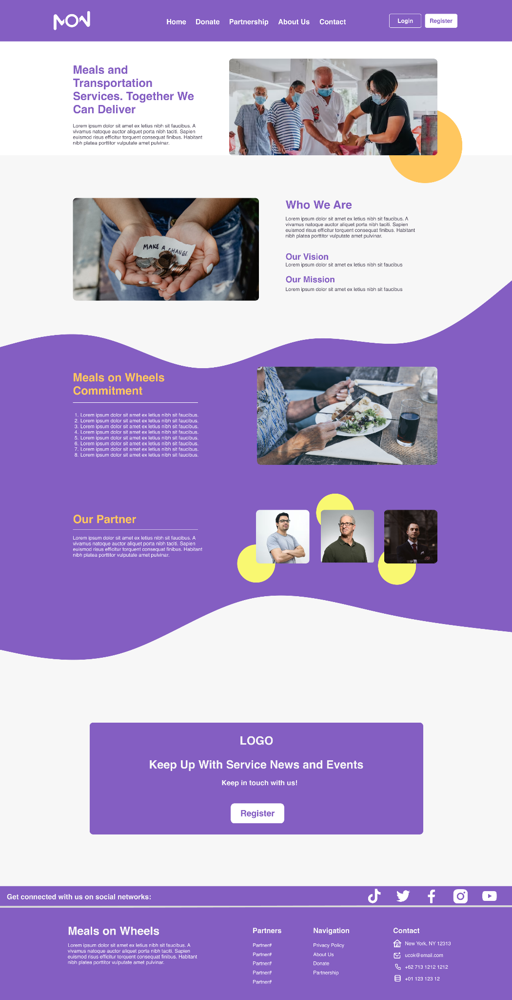 MOW
Home Donate Partnership About Us Contact
Login Register
Meals and
Transportation
Services. Together We
Can Deliver
Lorem ipsum dolor sit amet ex letius nibh sit faucibus. A
vivamus natoque auctor aliquet porta nibh taciti. Sapien
euismod risus efficitur torquent consequat finibus. Habitant
nibh platea porttitor vulputate amet pulvinar.
MAKE A CHANGE
Who We Are
Lorem ipsum dolor sit amet ex letius nibh sit faucibus. A
vivamus natoque auctor aliquet porta nibh taciti. Sapien
euismod risus efficitur torquent consequat finibus. Habitant
nibh platea porttitor vulputate amet pulvinar.
Our Vision
Lorem ipsum dolor sit amet ex letius nibh sit faucibus
Our Mission
Lorem ipsum dolor sit amet ex letius nibh sit faucibus
Meals on Wheels
Commitment
1. Lorem ipsum dolor sit amet ex letius nibh sit faucibus.
2. Lorem ipsum dolor sit amet ex letius nibh sit faucibus.
3. Lorem ipsum dolor sit amet ex letius nibh sit faucibus.
4. Lorem ipsum dolor sit amet ex letius nibh sit faucibus.
5. Lorem ipsum dolor sit amet ex letius nibh sit faucibus.
6. Lorem ipsum dolor sit amet ex letius nibh sit faucibus.
7. Lorem ipsum dolor sit amet ex letius nibh sit faucibus.
8. Lorem ipsum dolor sit amet ex letius nibh sit faucibus.
Our Partner
Lorem ipsum dolor sit amet ex letius nibh sit faucibus. A
vivamus natoque auctor aliquet porta nibh taciti. Sapien
euismod risus efficitur torquent consequat finibus. Habitant
nibh platea porttitor vulputate amet pulvinar.
LOGO
Keep Up With Service News and Events
Keep in touch with us!
Register
Get connected with us on social networks:
Meals on Wheels
Lorem ipsum dolor sit amet ex letius nibh sit faucibus. A
vivamus natoque auctor aliquet porta nibh taciti. Sapien
euismod risus efficitur torquent consequat finibus. Habitant
nibh platea porttitor vulputate amet pulvinar.
Partners
Partner#
Partner#
Partner#
Partner#
Partner#
Navigation
Privacy Policy
About Us
Donate
Partnership
Contact
New York, NY 12313
ucok@email.com
+62 713 1212 1212
+01 123 123 12